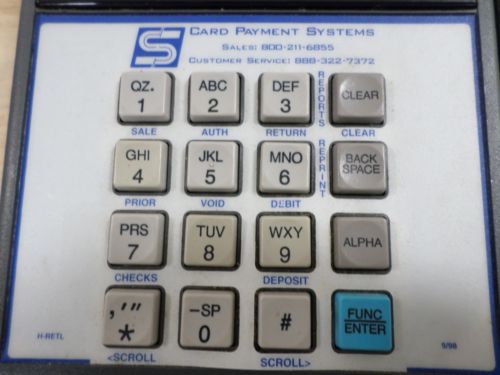 CARD PAYMENT SYSTEMS
SALES: 800-211-6855
CUSTOMER SERVICE: 888-322-7372
QZ. ABC DEF CLEAR
1 2 3
REPORTS
SALE AUTH RETURN CLEAR
GHI JKL MNO BACK SPACE
4 5 6
REPRINT
PRIOR VOID DEBIT
PRS TUV WXY ALPHA
7 8 9
CHECKS DEPOSIT
,'" -SP # FUNC
* 0 ENTER
H-RETL <SCROLL SCROLL> 9/98